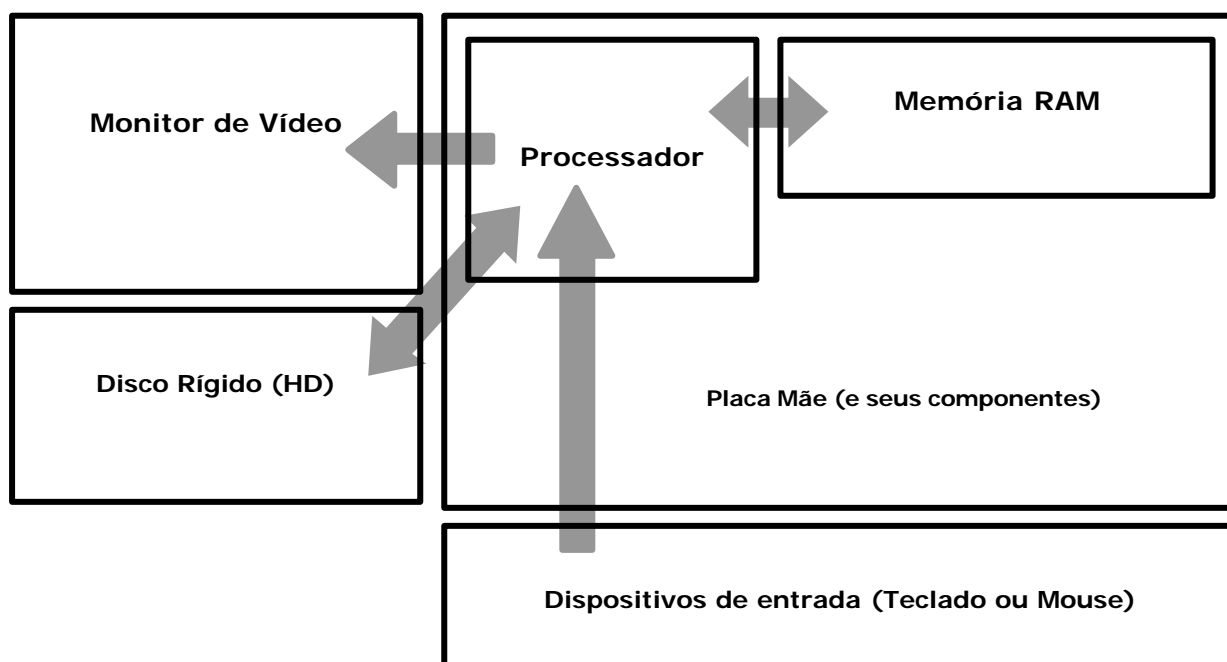 Monitor de Vídeo
Processador
Memória RAM
Disco Rígido (HD)
Placa Mãe (e seus componentes)
Dispositivos de entrada (Teclado ou Mouse)